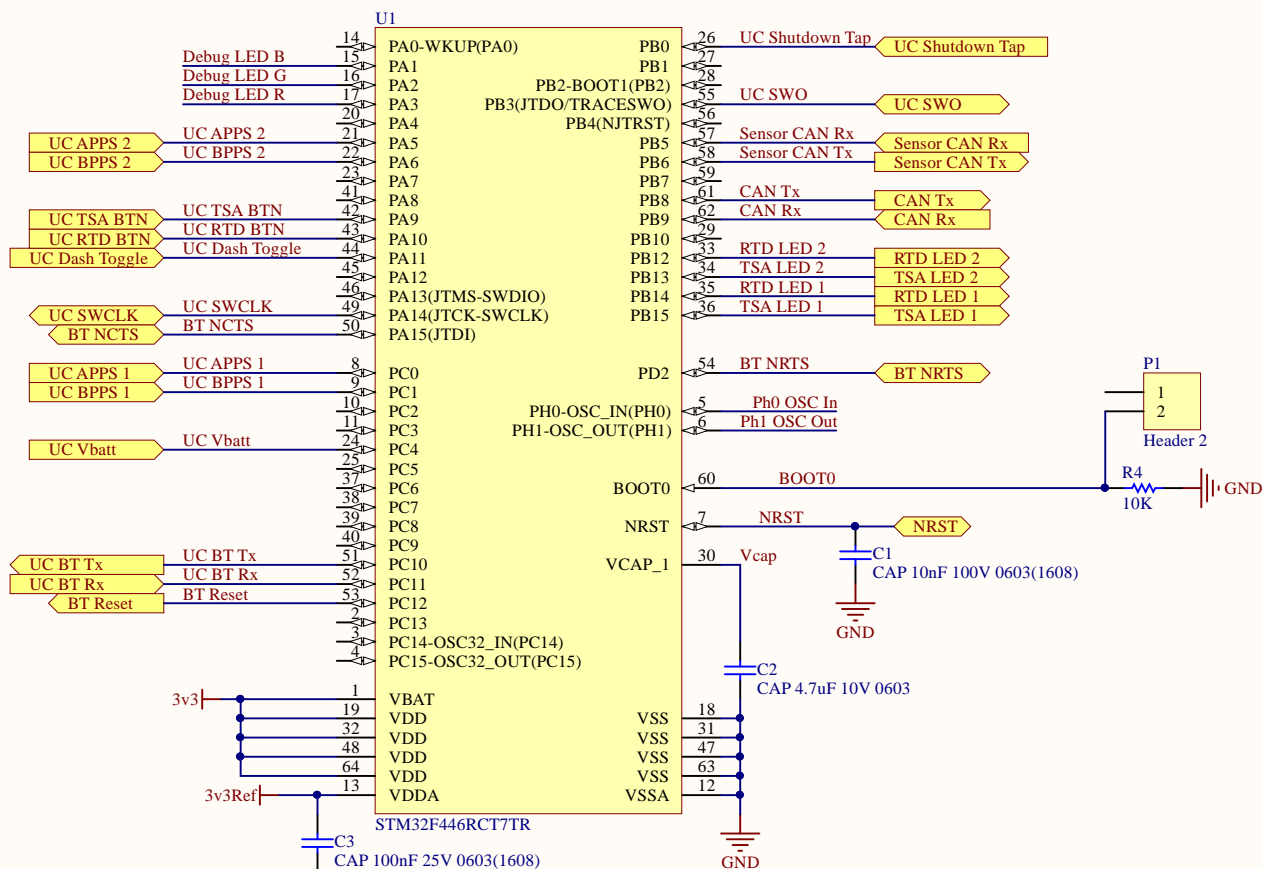 U1
14 PA0-WKUP(PA0)
Debug LED B 15 PA1
Debug LED G 16 PA2
Debug LED R 17 PA3
20 PA4
UC APPS 2 UC APPS 2 21 PA5
UC BPPS 2 UC BPPS 2 22 PA6
23 PA7
41 PA8
UC TSA BTN UC TSA BTN 42 PA9
UC RTD BTN UC RTD BTN 43 PA10
UC Dash Toggle UC Dash Toggle 44 PA11
45 PA12
46 PA13(JTMS-SWDIO)
UC SWCLK UC SWCLK 49 PA14(JTCK-SWCLK)
BT NCTS BT NCTS 50 PA15(JTDI)
UC APPS 1 UC APPS 1 8 PC0
UC BPPS 1 UC BPPS 1 9 PC1
10 PC2
11 PC3
UC Vbatt UC Vbatt 24 PC4
25 PC5
37 PC6
38 PC7
39 PC8
40 PC9
UC BT Tx UC BT Tx 51 PC10
UC BT Rx UC BT Rx 52 PC11
BT Reset BT Reset 53 PC12
2 PC13
3 PC14-OSC32_IN(PC14)
4 PC15-OSC32_OUT(PC15)
3v3 1 VBAT
19 VDD
32 VDD
48 VDD
64 VDD
3v3Ref 13 VDDA
PB0 26 UC Shutdown Tap UC Shutdown Tap
PB1 27
PB2-BOOT1(PB2) 28
PB3(JTDO/TRACESWO) 55 UC SWO UC SWO
PB4(NJTRST) 56
PB5 57 Sensor CAN Rx Sensor CAN Rx
PB6 58 Sensor CAN Tx Sensor CAN Tx
PB7 59
PB8 61 CAN Tx CAN Tx
PB9 62 CAN Rx CAN Rx
PB10 29
PB12 33 RTD LED 2 RTD LED 2
PB13 34 TSA LED 2 TSA LED 2
PB14 35 RTD LED 1 RTD LED 1
PB15 36 TSA LED 1 TSA LED 1
PD2 54 BT NRTS BT NRTS
PH0-OSC_IN(PH0) 5 Ph0 OSC In
PH1-OSC_OUT(PH1) 6 Ph1 OSC Out
BOOT0 60 BOOT0
NRST 7 NRST NRST
VCAP_1 30 Vcap
VSS 18
VSS 31
VSS 47
VSS 63
VSSA 12
STM32F446RCT7TR
P1
1
2
Header 2
R4
10K
GND
C1
CAP 10nF 100V 0603(1608)
GND
C2
CAP 4.7uF 10V 0603
GND
C3
CAP 100nF 25V 0603(1608)